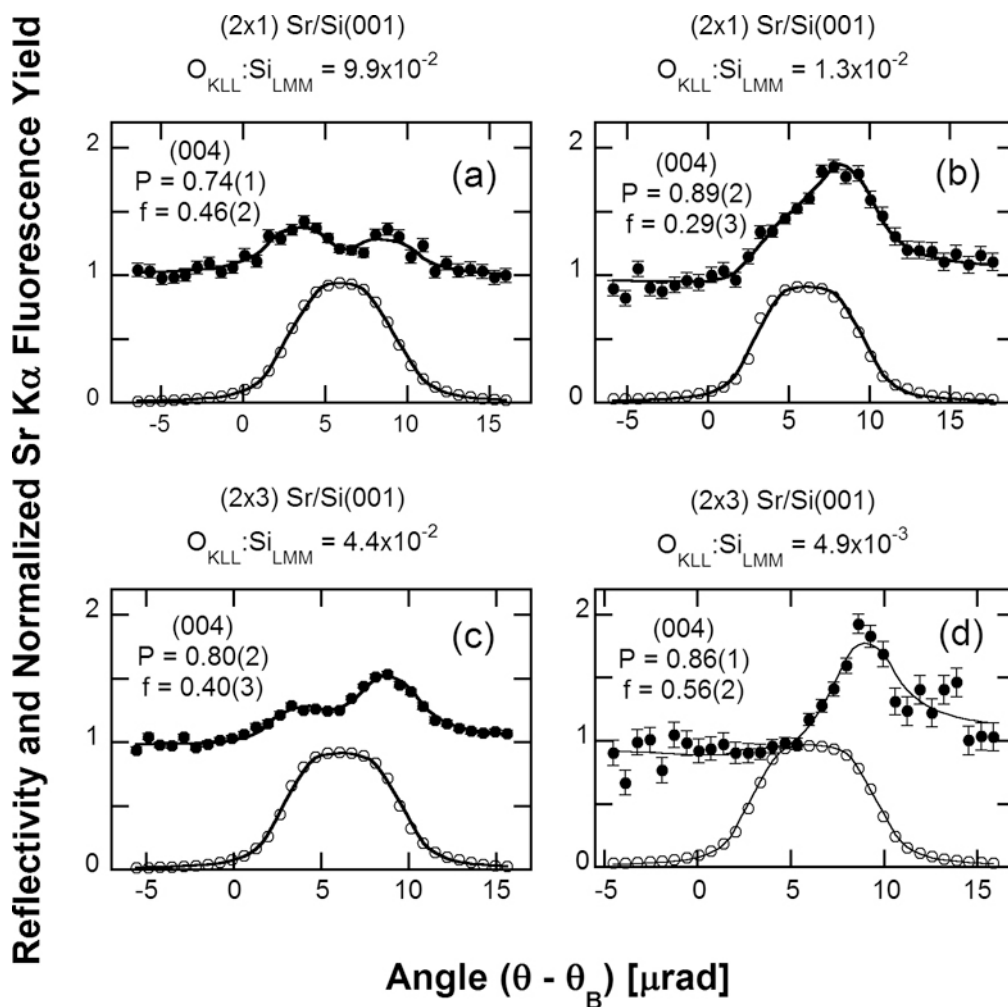 Reflectivity and Normalized Sr Kα Fluorescence Yield
(2x1) Sr/Si(001)
O_KLL:Si_LMM = 9.9x10^-2
2
1
0
(004)
P = 0.74(1)
f = 0.46(2)
(a)
-5 0 5 10 15
(2x1) Sr/Si(001)
O_KLL:Si_LMM = 1.3x10^-2
2
1
0
(004)
P = 0.89(2)
f = 0.29(3)
(b)
-5 0 5 10 15
(2x3) Sr/Si(001)
O_KLL:Si_LMM = 4.4x10^-2
2
1
0
(004)
P = 0.80(2)
f = 0.40(3)
(c)
-5 0 5 10 15
(2x3) Sr/Si(001)
O_KLL:Si_LMM = 4.9x10^-3
2
1
0
(004)
P = 0.86(1)
f = 0.56(2)
(d)
-5 0 5 10 15
Angle (θ - θ_B) [μrad]